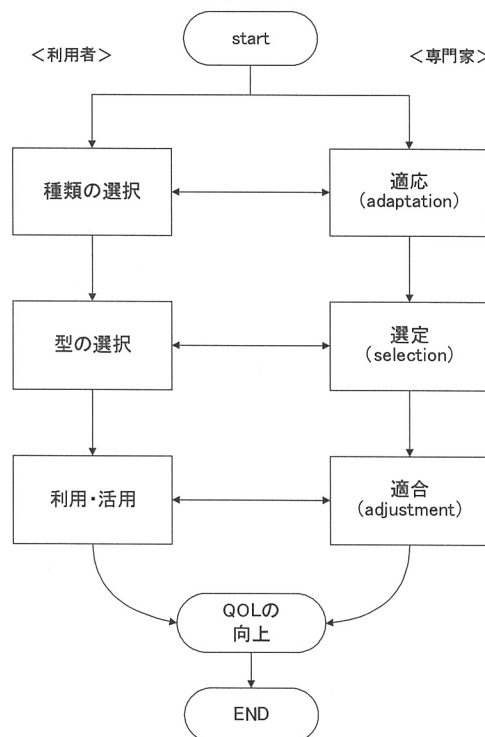 start
<利用者>
<専門家>
種類の選択
適応
(adaptation)
型の選択
選定
(selection)
利用・活用
適合
(adjustment)
QOLの
向上
END